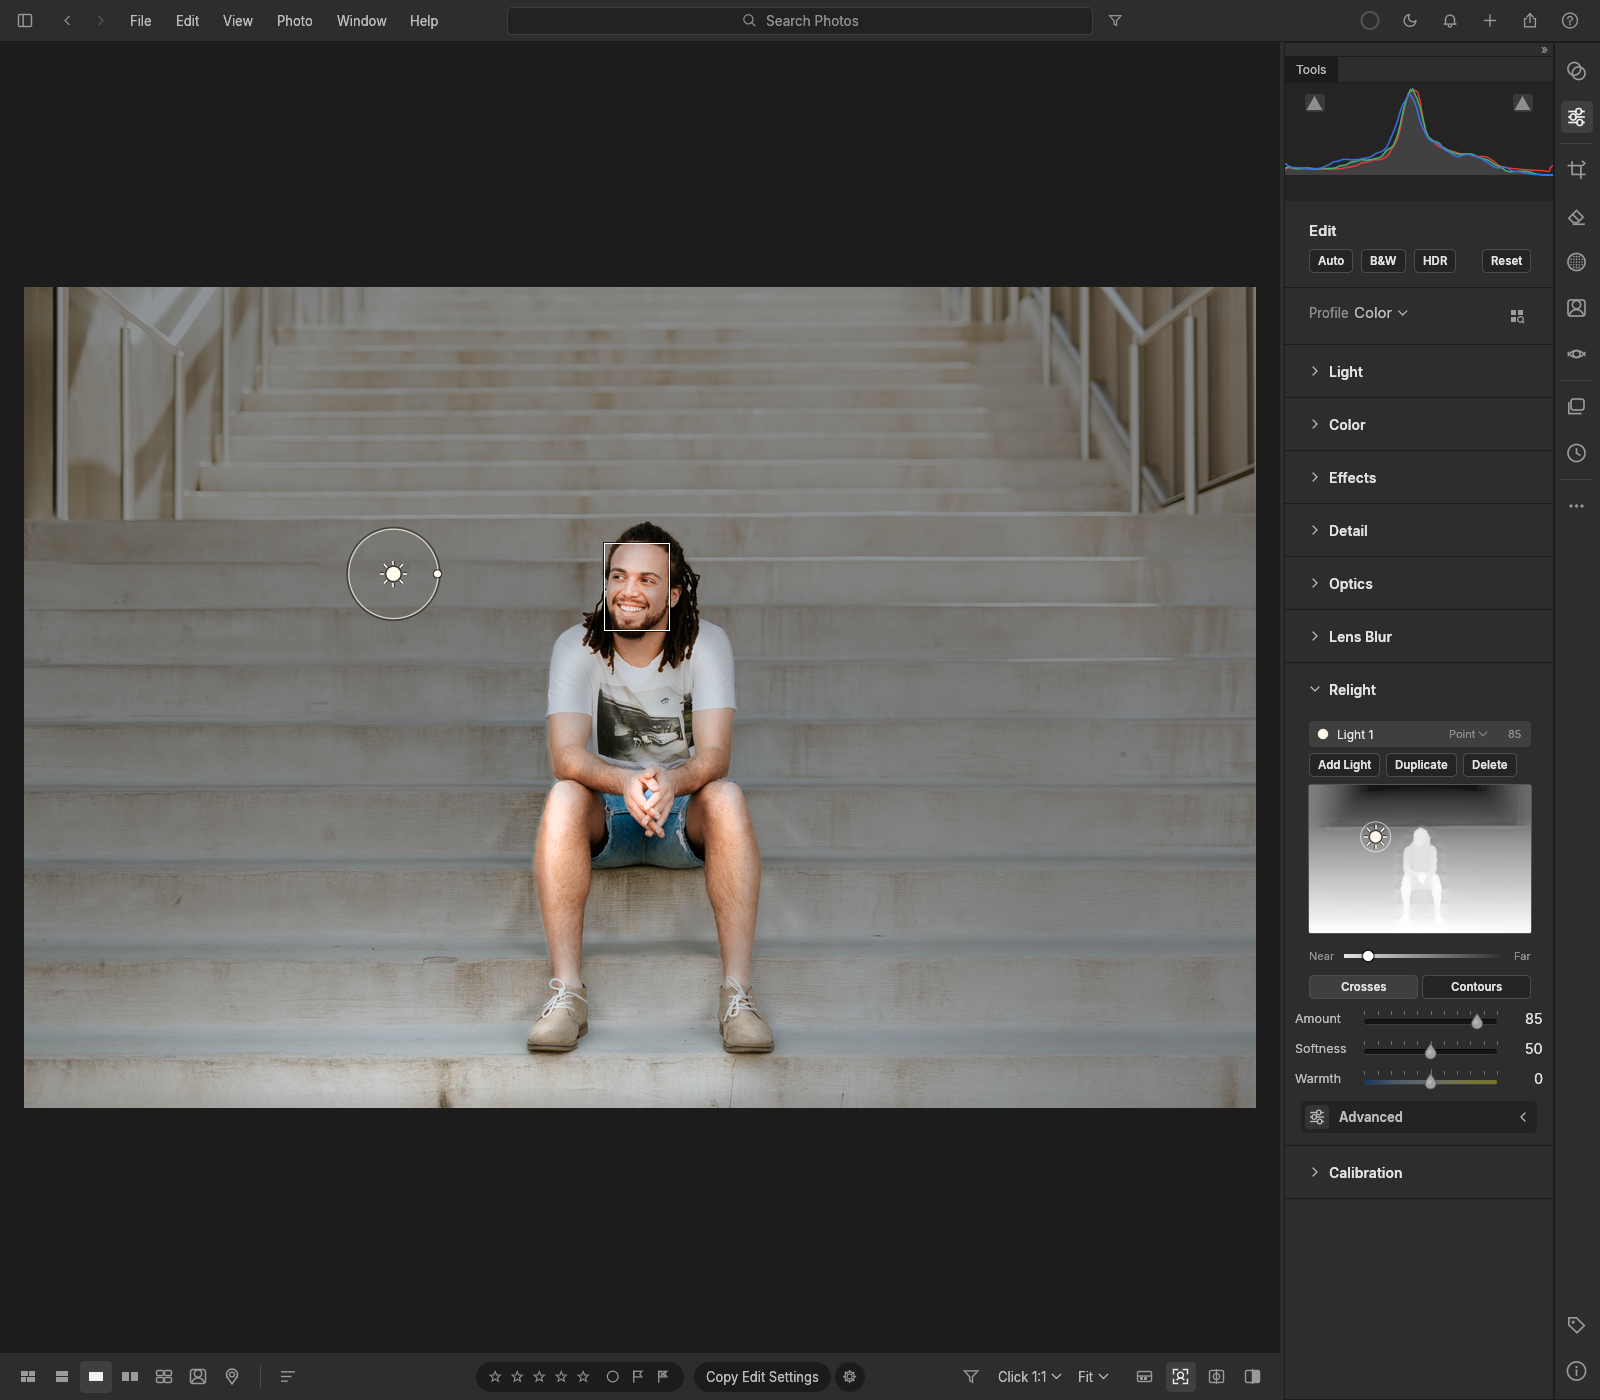 File Edit View Photo Window Help
Search Photos
Tools
Edit
Auto B&W HDR Reset
Profile Color
Light
Color
Effects
Detail
Optics
Lens Blur
Relight
Light 1 Point 85
Add Light Duplicate Delete
Near Far
Crosses Contours
Amount 85
Softness 50
Warmth 0
Advanced
Calibration
Copy Edit Settings
Click 1:1 Fit